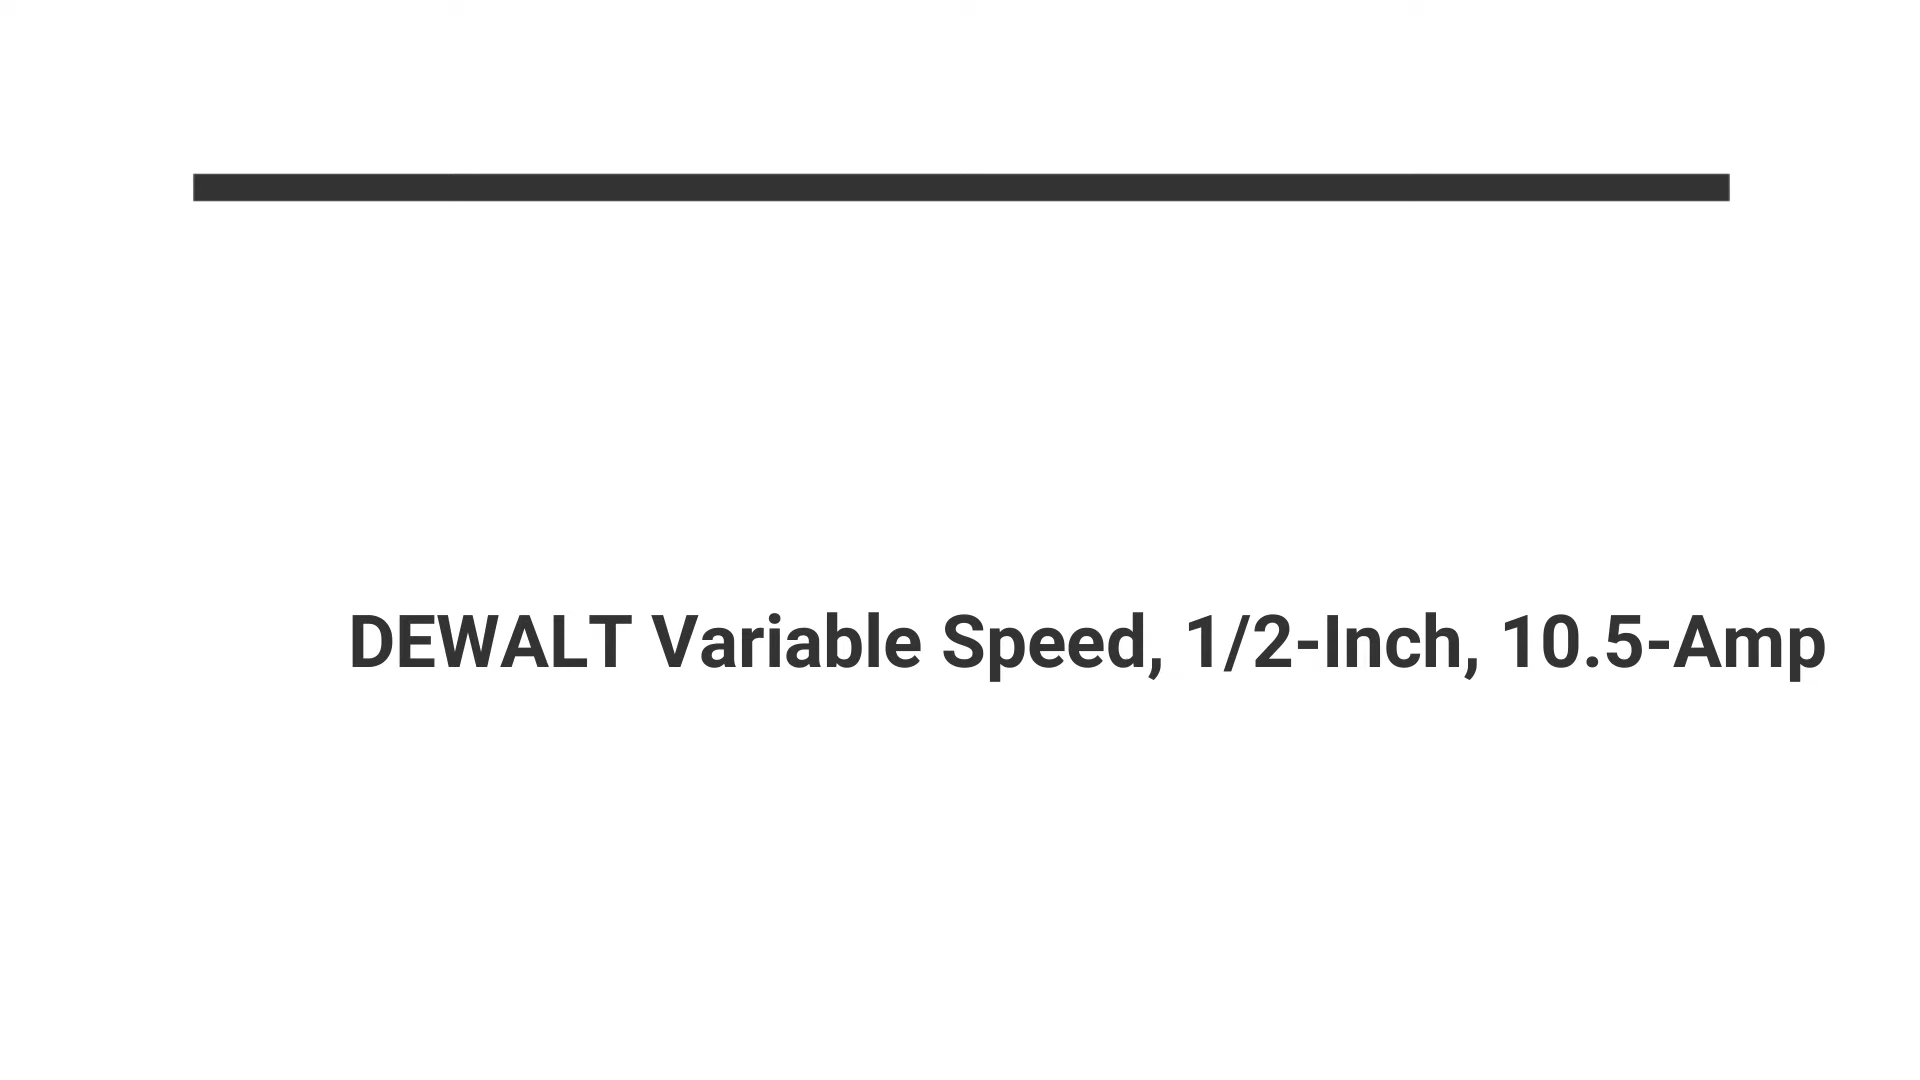 DEWALT Variable Speed, 1/2-Inch, 10.5-Amp